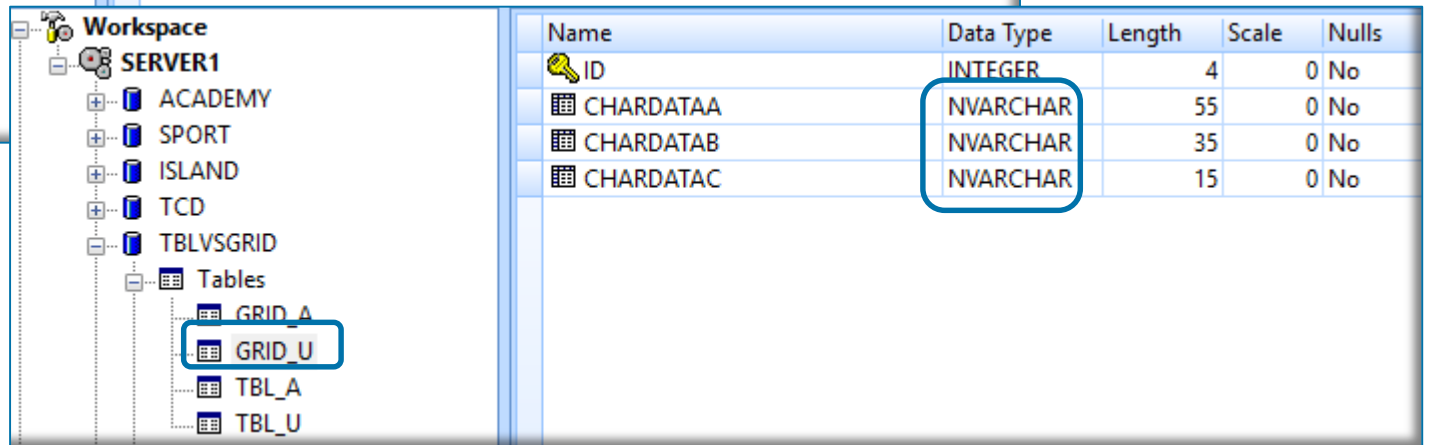 Workspace
SERVER1
ACADEMY
SPORT
ISLAND
TCD
TBLVSGRID
Tables
GRID_A
GRID_U
TBL_A
TBL_U
Name Data Type Length Scale Nulls
ID INTEGER 4 0 No
CHARDATAA NVARCHAR 55 0 No
CHARDATAB NVARCHAR 35 0 No
CHARDATAC NVARCHAR 15 0 No